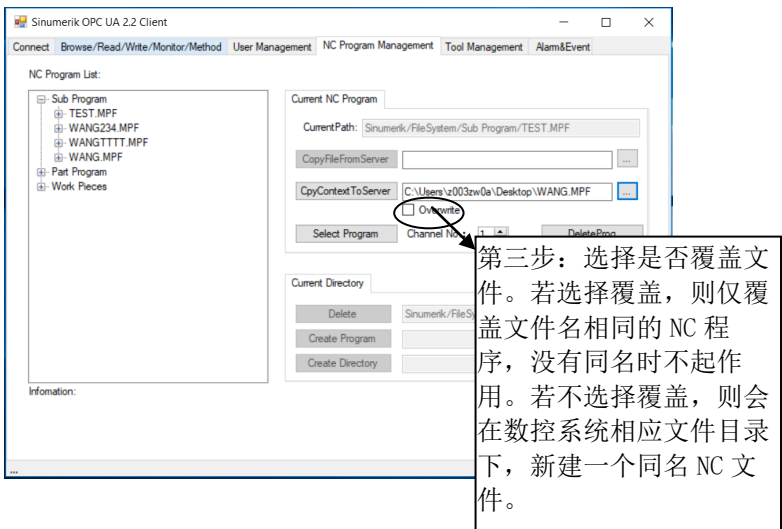 Sinumerik OPC UA 2.2 Client
Connect Browse/Read/Write/Monitor/Method User Management NC Program Management Tool Management Alarm&Event
NC Program List:
Sub Program
TEST.MPF
WANG234.MPF
WANGTTTT.MPF
WANG.MPF
Part Program
Work Pieces
Current NC Program
CurrentPath: Sinumerik/FileSystem/Sub Program/TEST.MPF
CopyFileFromServer ...
CpyContextToServer C:\Users\z003zw0a\Desktop\WANG.MPF ...
Overwrite
Select Program Channel No.: 1 DeleteProg
Current Directory
Delete Sinumerik/FileSy
Create Program
Create Directory
Infomation:
...
第三步：选择是否覆盖文
件。若选择覆盖，则仅覆
盖文件名相同的 NC 程
序，没有同名时不起作
用。若不选择覆盖，则会
在数控系统相应文件目录
下，新建一个同名 NC 文
件。